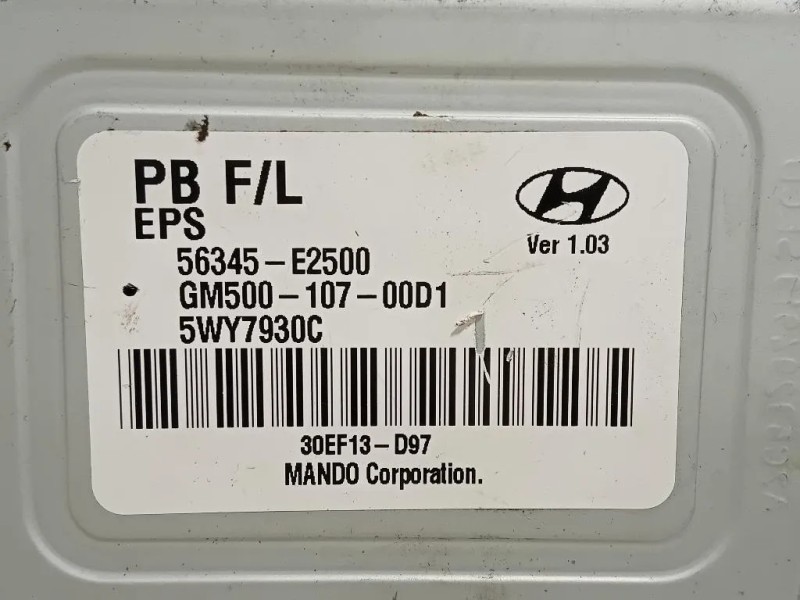 PB F/L
EPS
Ver 1.03
56345-E2500
GM500-107-00D1
5WY7930C
30EF13-D97
MANDO Corporation.